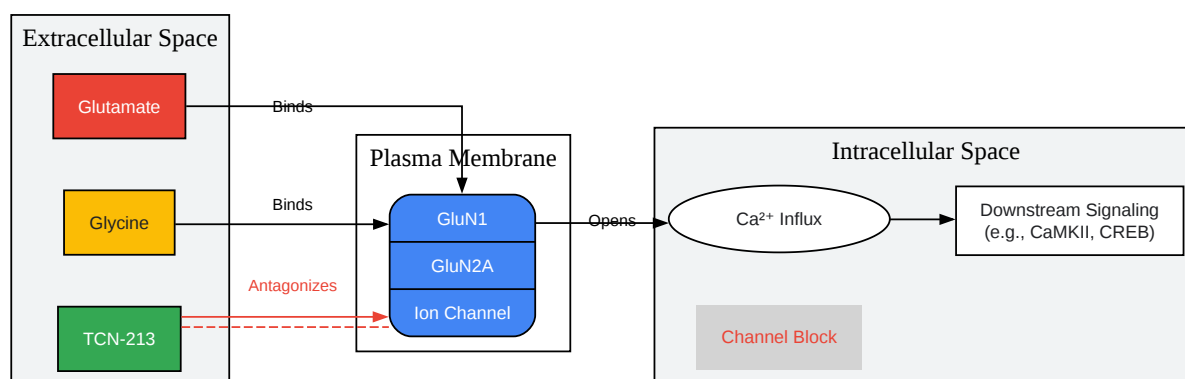 Extracellular Space
Glutamate
Binds
Plasma Membrane
Intracellular Space
Glycine
Binds
GluN1
Opens
Ca²⁺ Influx
Downstream Signaling
(e.g., CaMKII, CREB)
GluN2A
Antagonizes
Ion Channel
TCN-213
Channel Block